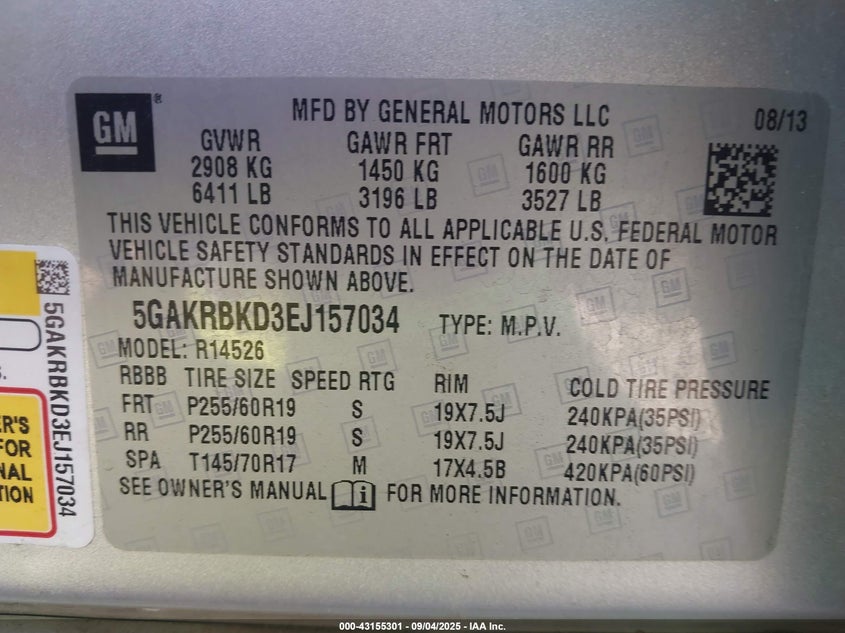 GM
®
MFD BY GENERAL MOTORS LLC
08/13
GVWR GAWR FRT GAWR RR
2908 KG 1450 KG 1600 KG
6411 LB 3196 LB 3527 LB
THIS VEHICLE CONFORMS TO ALL APPLICABLE U.S. FEDERAL MOTOR
VEHICLE SAFETY STANDARDS IN EFFECT ON THE DATE OF
MANUFACTURE SHOWN ABOVE.
5GAKRBKD3EJ157034 TYPE: M.P.V.
MODEL: R14526
RBBB TIRE SIZE SPEED RTG RIM COLD TIRE PRESSURE
FRT P255/60R19 S 19X7.5J 240KPA(35PSI)
RR P255/60R19 S 19X7.5J 240KPA(35PSI)
SPA T145/70R17 M 17X4.5B 420KPA(60PSI)
SEE OWNER'S MANUAL i FOR MORE INFORMATION.
5GAKRBKD3EJ157034
S.
ER'S
FOR
NAL
TION
000-43155301 - 09/04/2025 - IAA Inc.